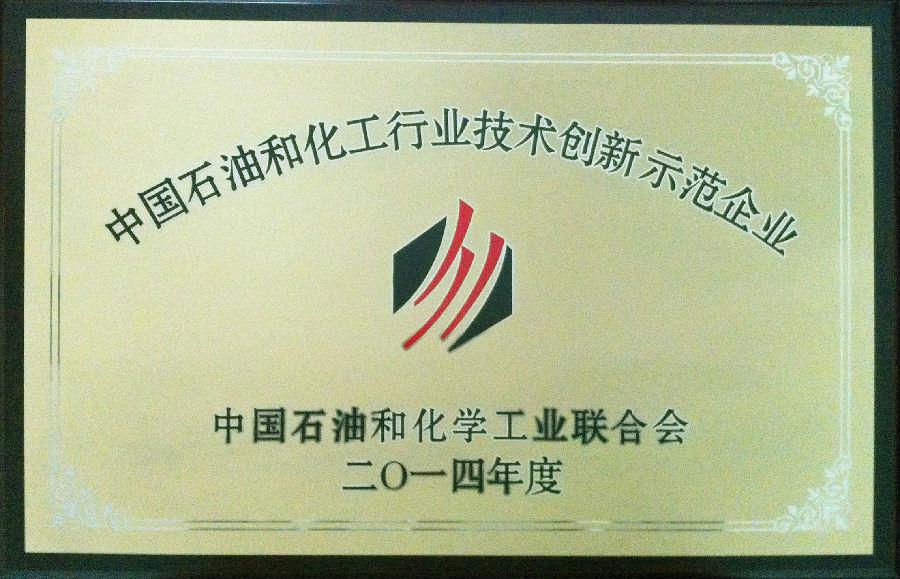 中国石油和化工行业技术创新示范企业
中国石油和化学工业联合会
二〇一四年度